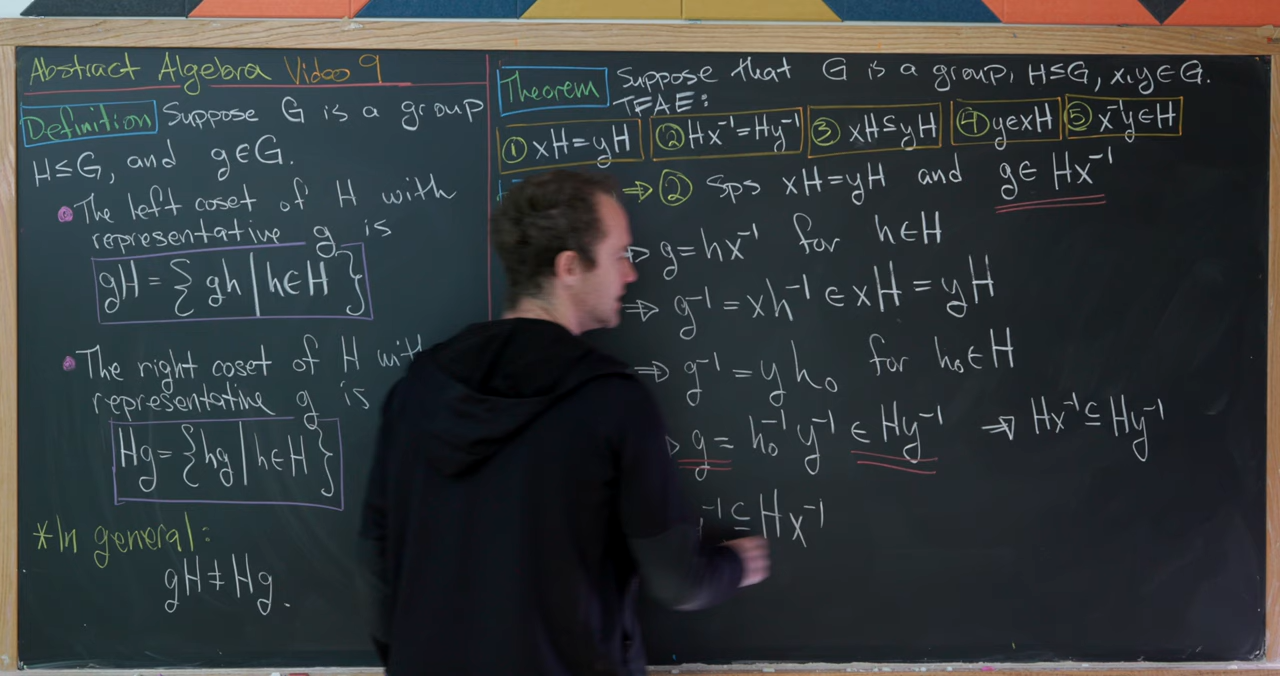 Abstract Algebra Video 9
Definition Suppose G is a group
H≤G, and g∈G.
• The left coset of H with
representative g is
gH = { gh | h∈H }
• The right coset of H with
representative g is
Hg = { hg | h∈H }
*In general:
gH ≠ Hg.
Theorem Suppose that G is a group, H≤G, x,y∈G.
TFAE:
① xH=yH ② Hx⁻¹=Hy⁻¹ ③ xH⊆yH ④ y∈xH ⑤ x⁻¹y∈H
⇒ ② Sps xH=yH and g∈ Hx⁻¹
⇒ g=hx⁻¹ for h∈H
⇒ g⁻¹ = xh⁻¹ ∈ xH = yH
⇒ g⁻¹ = yh₀ for h₀∈H
⇒ g = h₀⁻¹ y⁻¹ ∈ Hy⁻¹ ⇒ Hx⁻¹ ⊆ Hy⁻¹
⁻¹ ⊆ Hx⁻¹